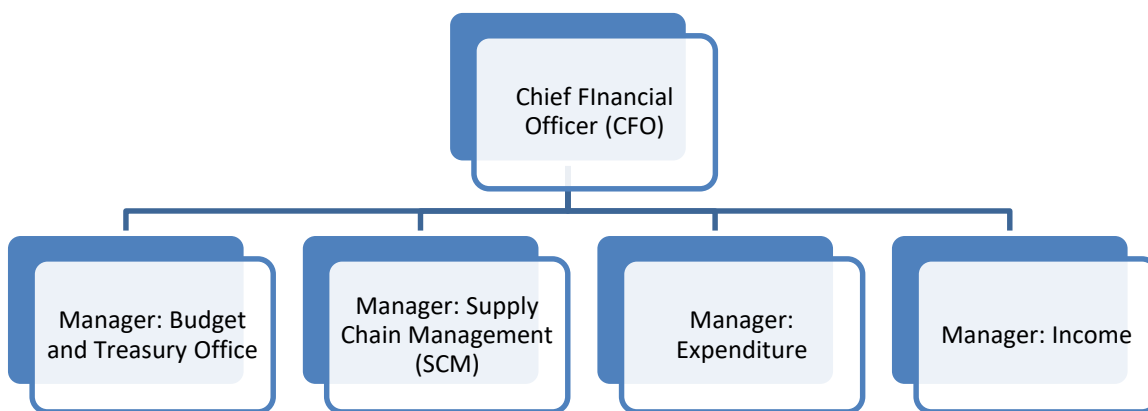 Chief FInancial
Officer (CFO)
Manager: Budget
and Treasury Office
Manager: Supply
Chain Management
(SCM)
Manager:
Expenditure
Manager: Income